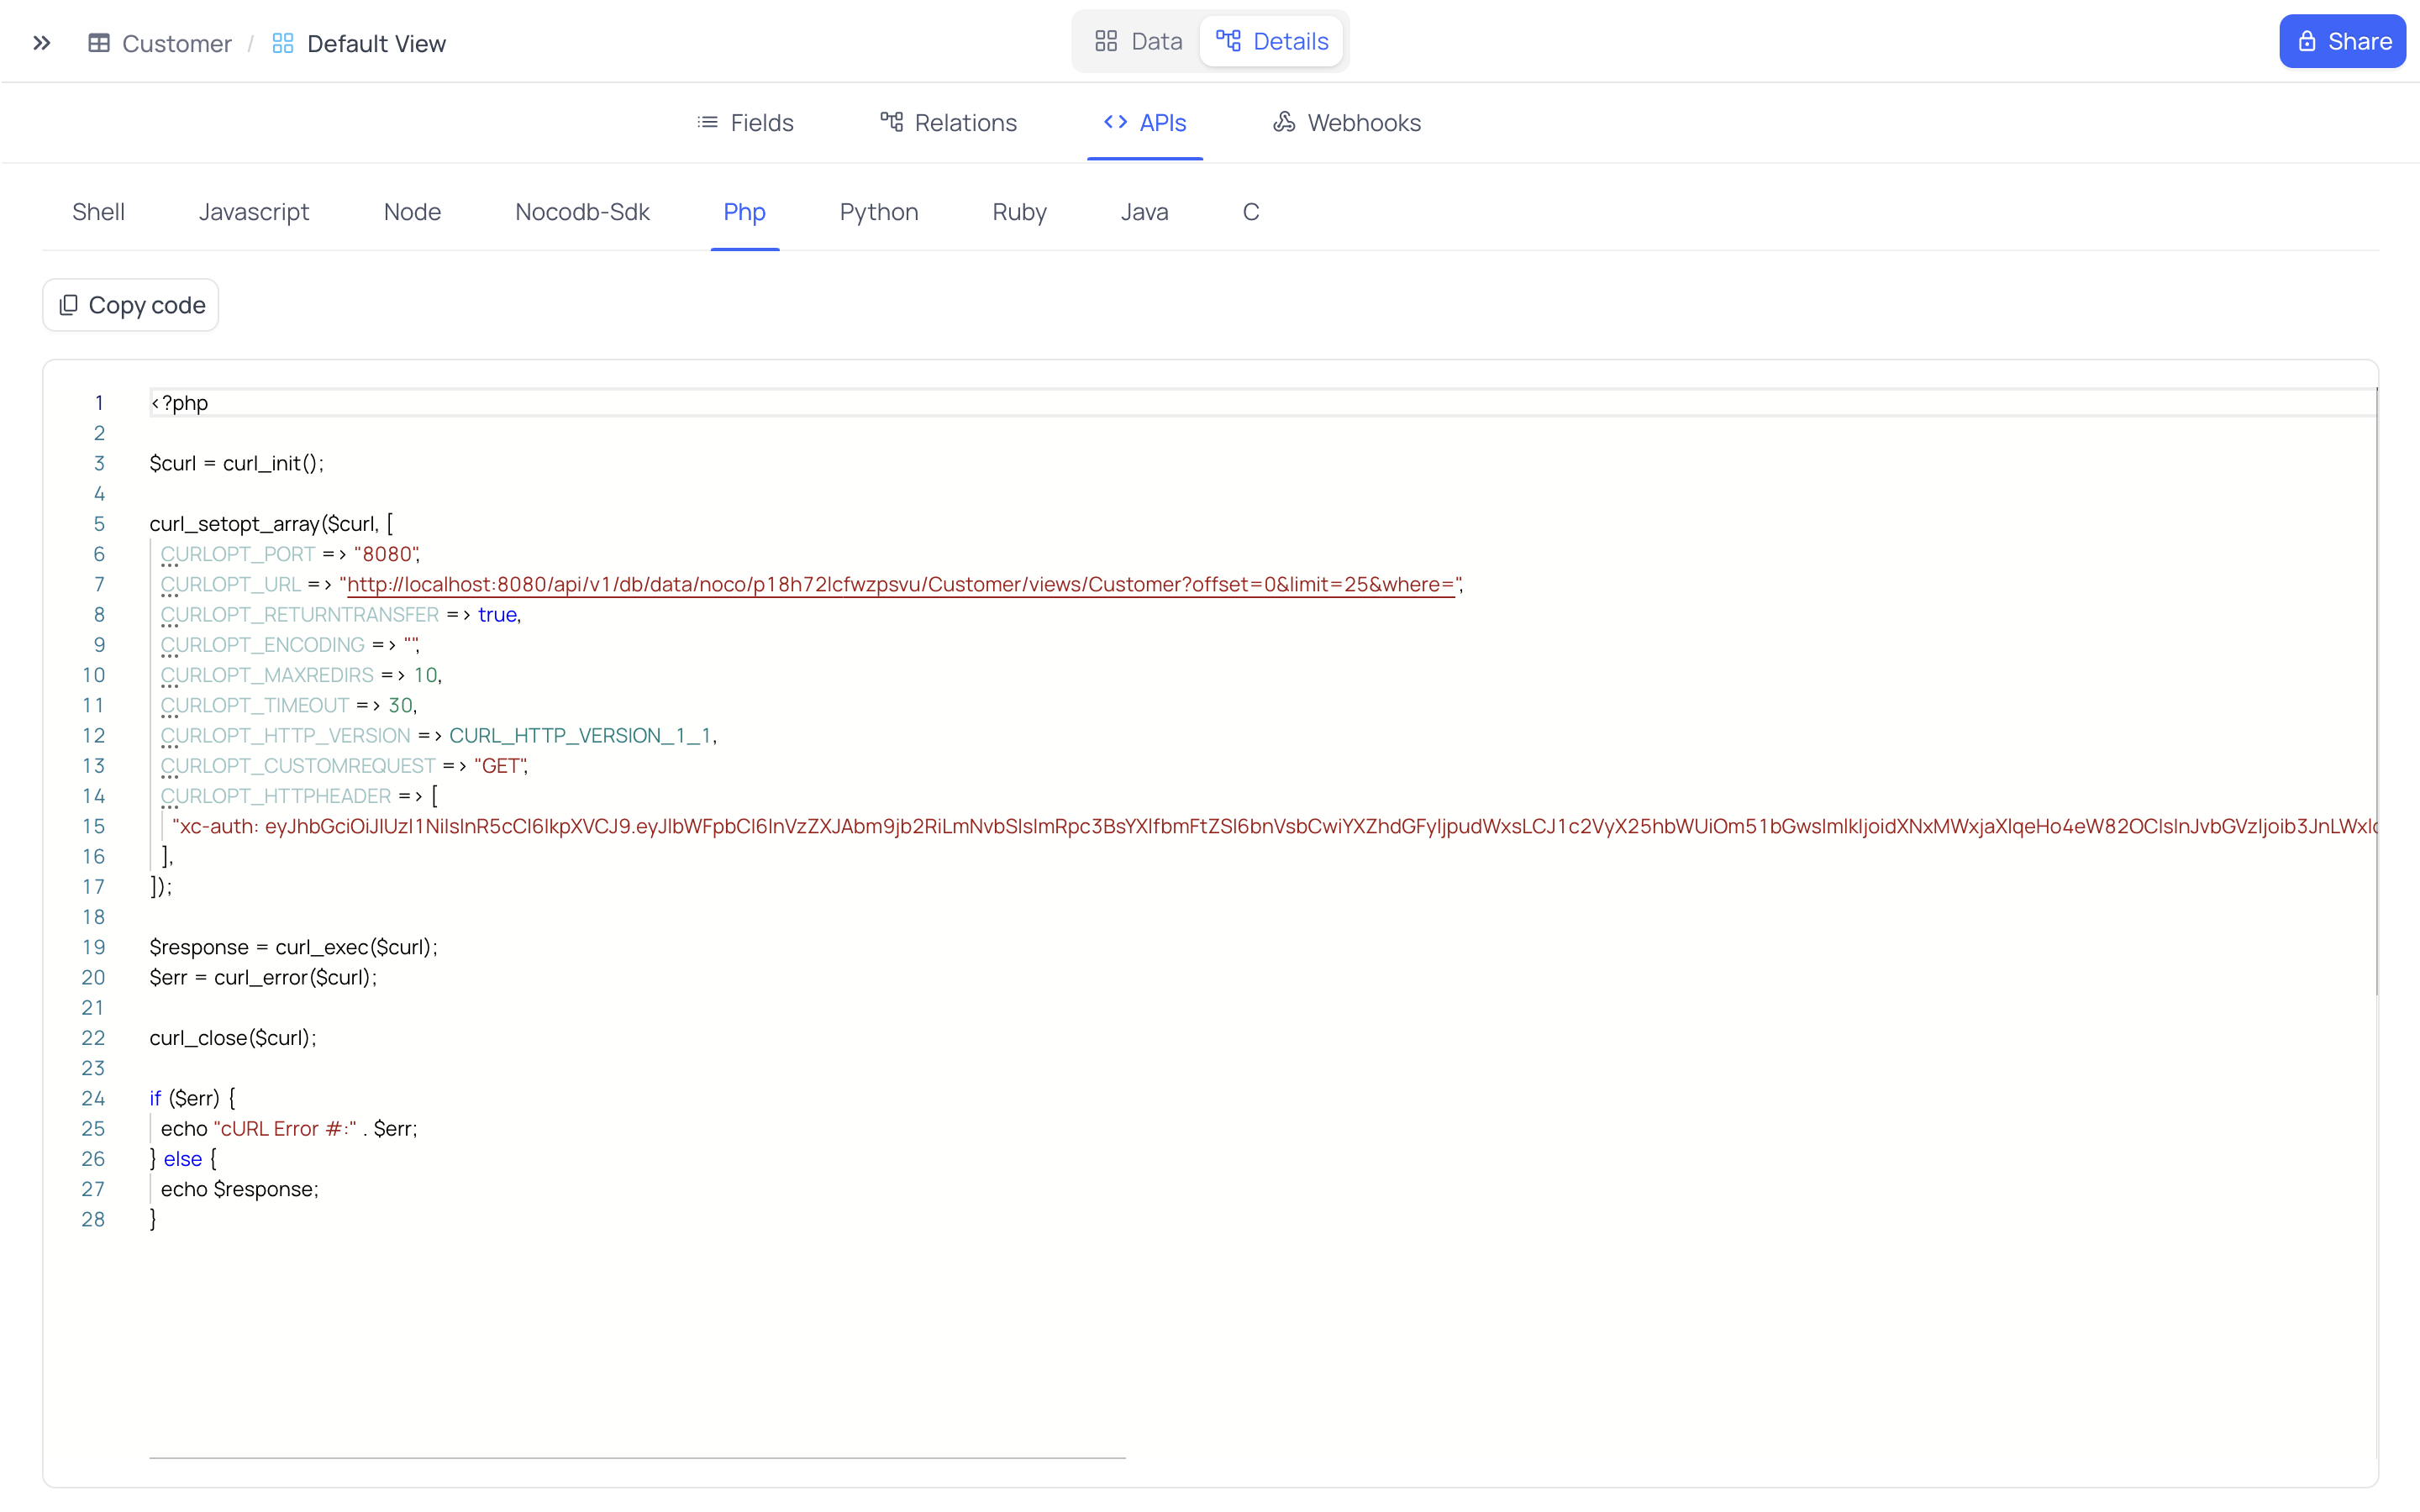 Customer / Default View
Data Details
Share
Fields Relations APIs Webhooks
Shell Javascript Node Nocodb-Sdk Php Python Ruby Java C
Copy code
1 <?php
2
3 $curl = curl_init();
4
5 curl_setopt_array($curl, [
6 CURLOPT_PORT => "8080",
7 CURLOPT_URL => "http://localhost:8080/api/v1/db/data/noco/p18h72lcfwzpsvu/Customer/views/Customer?offset=0&limit=25&where=",
8 CURLOPT_RETURNTRANSFER => true,
9 CURLOPT_ENCODING => "",
10 CURLOPT_MAXREDIRS => 10,
11 CURLOPT_TIMEOUT => 30,
12 CURLOPT_HTTP_VERSION => CURL_HTTP_VERSION_1_1,
13 CURLOPT_CUSTOMREQUEST => "GET",
14 CURLOPT_HTTPHEADER => [
15 "xc-auth:
16 ],
17 ]);
18
19 $response = curl_exec($curl);
20 $err = curl_error($curl);
21
22 curl_close($curl);
23
24 if ($err) {
25 echo "cURL Error #:" . $err;
26 } else {
27 echo $response;
28 }